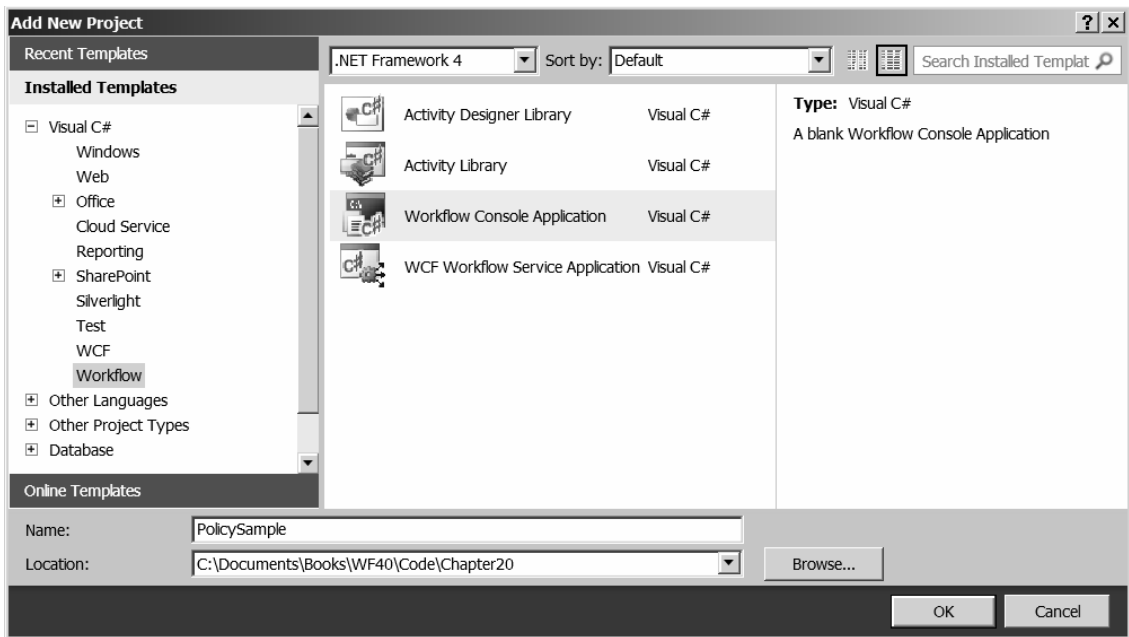 Add New Project
Recent Templates
.NET Framework 4
Sort by: Default
Search Installed Templat
Installed Templates
Visual C#
Windows
Web
Office
Cloud Service
Reporting
SharePoint
Silverlight
Test
WCF
Workflow
Other Languages
Other Project Types
Database
Online Templates
Activity Designer Library Visual C#
Activity Library Visual C#
Workflow Console Application Visual C#
WCF Workflow Service Application Visual C#
Type: Visual C#
A blank Workflow Console Application
Name: PolicySample
Location: C:\Documents\Books\WF40\Code\Chapter20
Browse...
OK Cancel